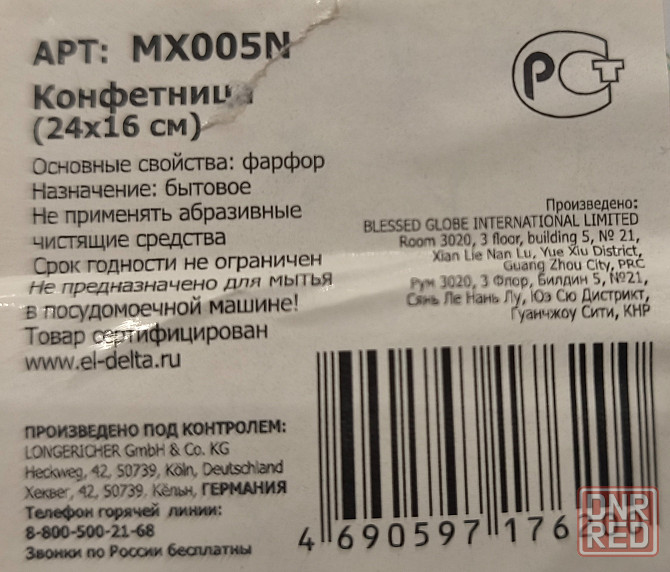 АРТ: MX005N
Конфетница
(24х16 см)
Основные свойства: фарфор
Назначение: бытовое
Не применять абразивные
чистящие средства
Срок годности не ограничен
Не предназначено для мытья
в посудомоечной машине!
Товар сертифицирован
www.el-delta.ru
РСТ
Произведено:
BLESSED GLOBE INTERNATIONAL LIMITED
Room 3020, 3 floor, building 5, № 21,
Xian Lie Nan Lu, Yue Xiu District,
Guang Zhou City, PRC
Рум 3020, 3 Флор, Билдин 5, №21,
Сянь Ле Нань Лу, Юэ Сю Дистрикт,
Гуанчжоу Сити, КНР
ПРОИЗВЕДЕНО ПОД КОНТРОЛЕМ:
LONGERICHER GmbH & Co. KG
Heckweg, 42, 50739, Köln, Deutschland
Хеквег, 42, 50739, Кёльн, ГЕРМАНИЯ
Телефон горячей линии:
8-800-500-21-68
Звонки по России бесплатны
4 690597 176
DNR
RED